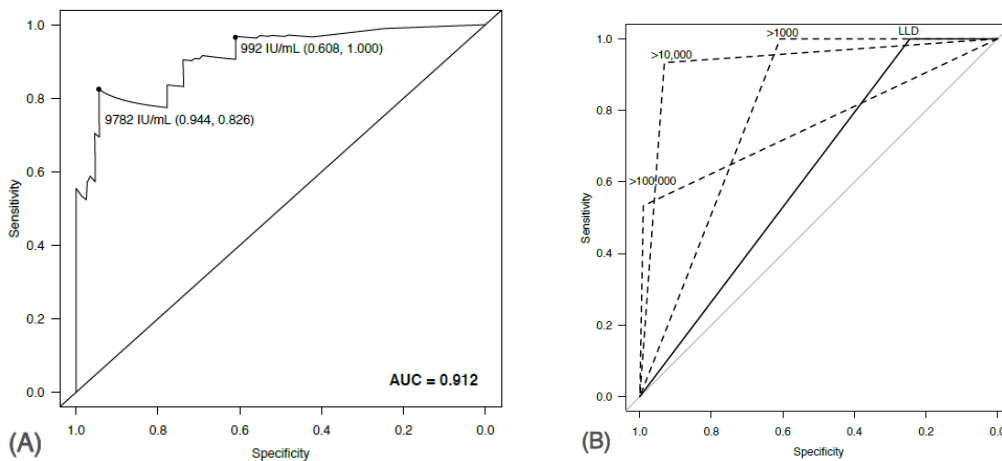 1.0
0.8
0.6
0.4
0.2
0.0
Sensitivity
992 IU/mL (0.608, 1.000)
9782 IU/mL (0.944, 0.826)
AUC = 0.912
1.0 0.8 0.6 0.4 0.2 0.0
Specificity
(A)
1.0
0.8
0.6
0.4
0.2
0.0
Sensitivity
>1000
LLD
>10,000
>100,000
1.0 0.8 0.6 0.4 0.2 0.0
Specificity
(B)